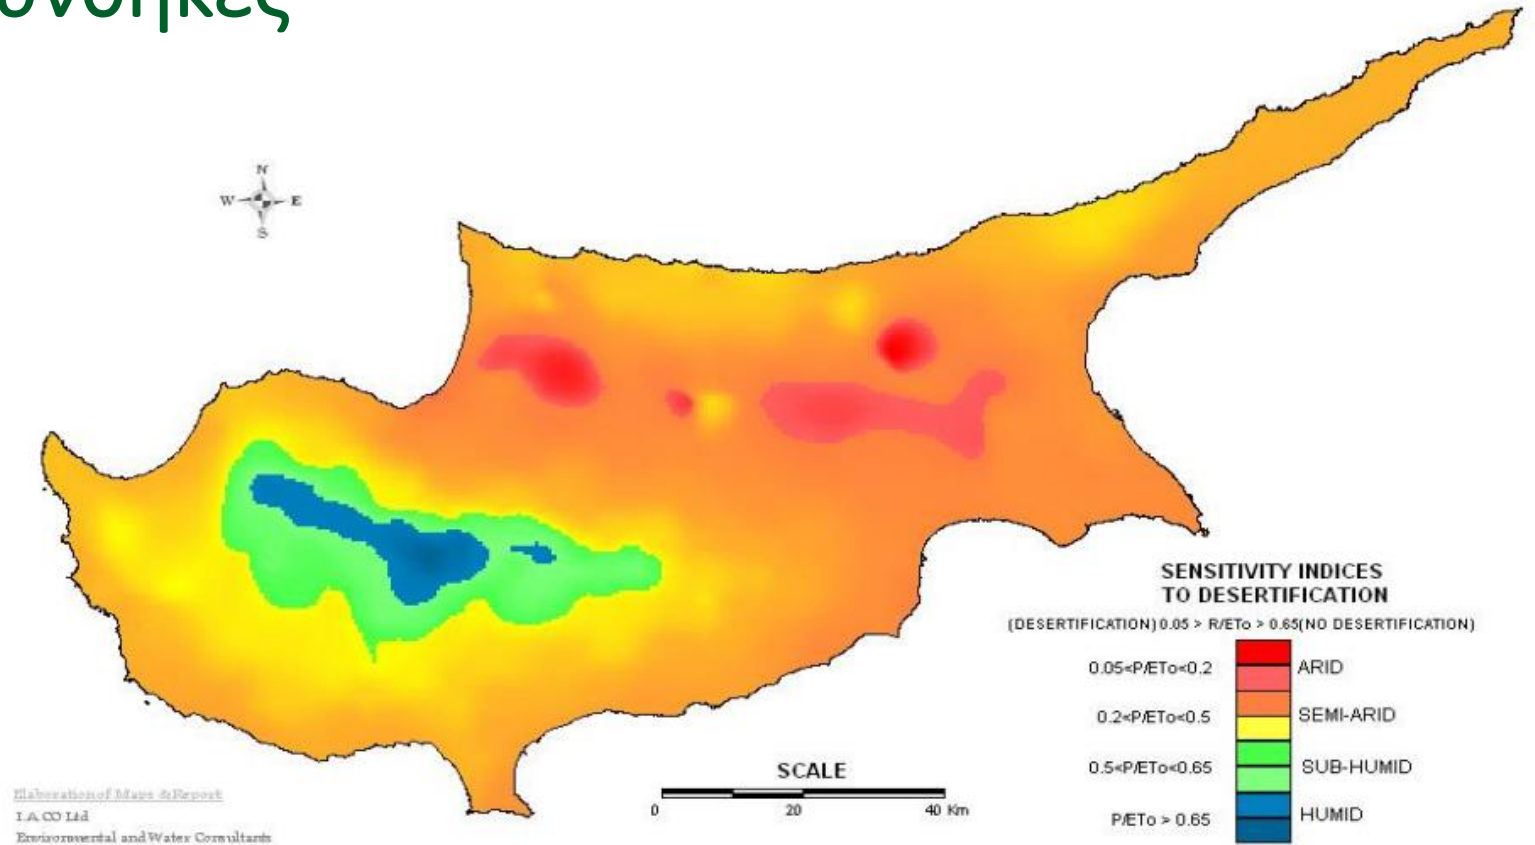 N
W E
S
SENSITIVITY INDICES
TO DESERTIFICATION
(DESERTIFICATION) 0.05 > R/ETo > 0.65(NO DESERTIFICATION)
0.05<P/ETo<0.2 ARID
0.2<P/ETo<0.5 SEMI-ARID
0.5<P/ETo<0.65 SUB-HUMID
P/ETo > 0.65 HUMID
SCALE
0 20 40 Km
Elaboration of Maps & Report
I.A.CO Ltd
Environmental and Water Consultants